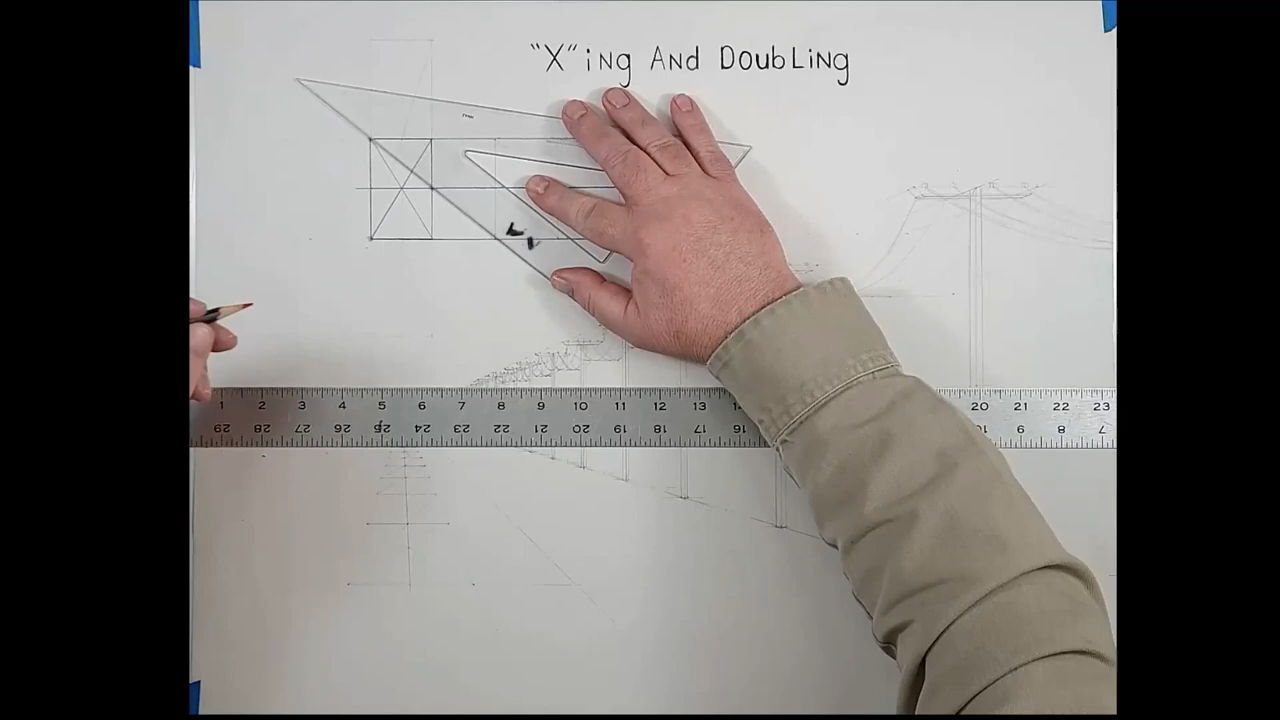 "X"ing And Doubling
1 2 3 4 5 6 7 8 9 10 11 12 13 20 21 22 23
29 28 27 26 25 24 23 22 21 20 19 18 17 16 10 9 8 7